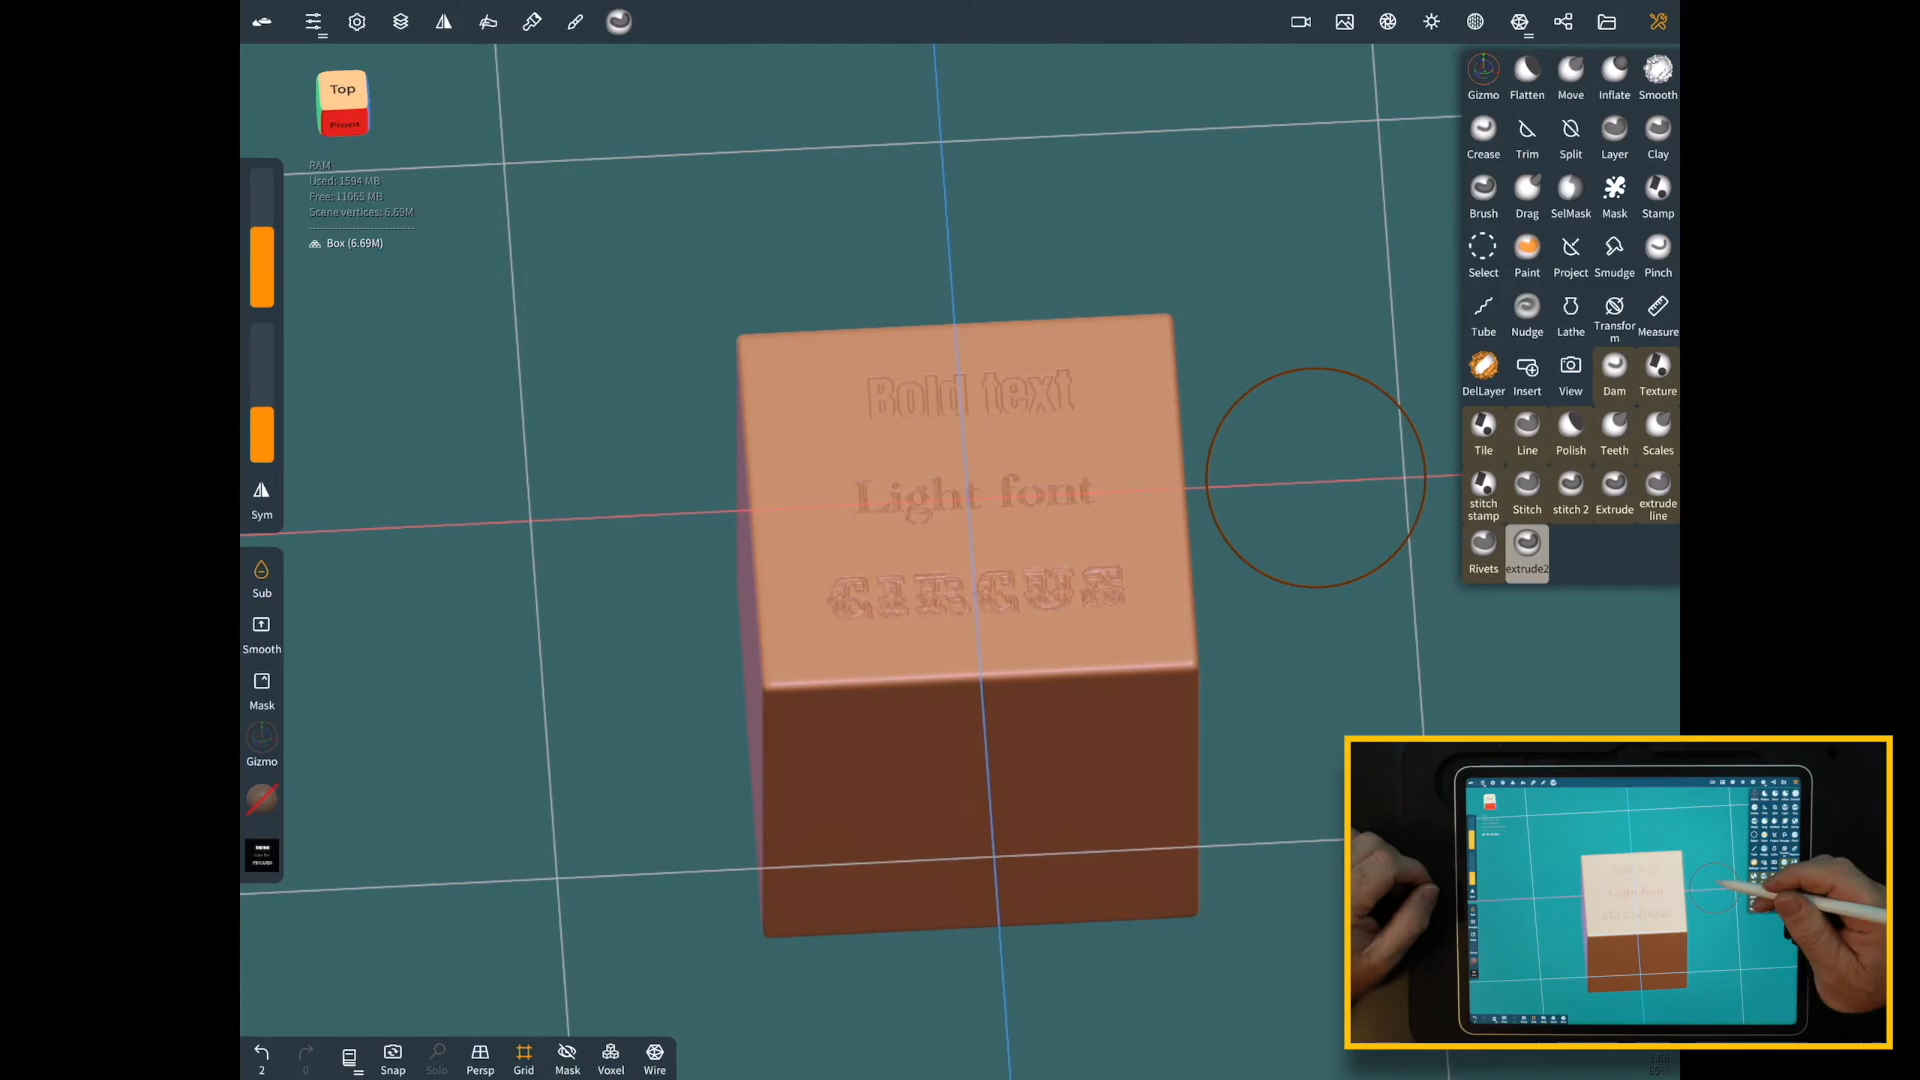 Top
Front
RAM
Used: 1594 MB
Free: 11065 MB
Scene vertices: 6.69M
Box (6.69M)
Sym
Sub
Smooth
Mask
Gizmo
Bold text
Light font
CIRCUS
Gizmo Flatten Move Inflate Smooth
Crease Trim Split Layer Clay
Brush Drag SelMask Mask Stamp
Select Paint Project Smudge Pinch
Tube Nudge Lathe Transfor
m Measure
DelLayer Insert View Dam Texture
Tile Line Polish Teeth Scales
stitch
stamp Stitch stitch 2 Extrude extrude
line
Rivets extrude2
2 0 Snap Solo Persp Grid Mask Voxel Wire
Light font
CIRCUS